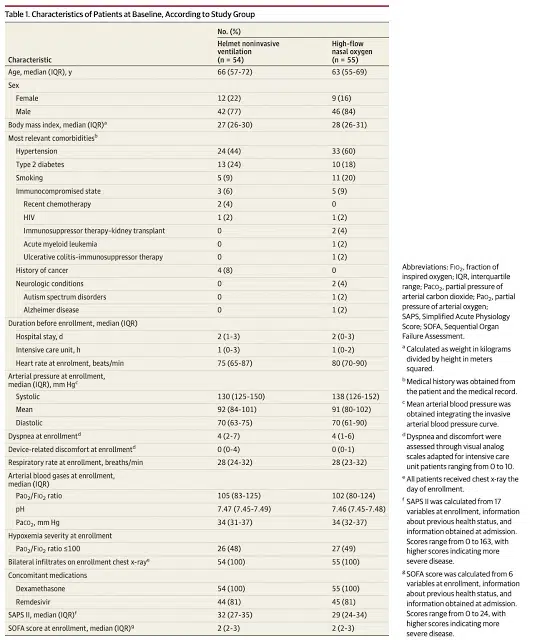 Table 1. Characteristics of Patients at Baseline, According to Study Group
No. (%)
Characteristic Helmet noninvasive ventilation (n = 54) High-flow nasal oxygen (n = 55)
Age, median (IQR), y 66 (57-72) 63 (55-69)
Sex
Female 12 (22) 9 (16)
Male 42 (77) 46 (84)
Body mass index, median (IQR)a 27 (26-30) 28 (26-31)
Most relevant comorbiditiesb
Hypertension 24 (44) 33 (60)
Type 2 diabetes 13 (24) 10 (18)
Smoking 5 (9) 11 (20)
Immunocompromised state 3 (6) 5 (9)
Recent chemotherapy 2 (4) 0
HIV 1 (2) 1 (2)
Immunosuppressor therapy-kidney transplant 0 2 (4)
Acute myeloid leukemia 0 1 (2)
Ulcerative colitis-immunosuppressor therapy 0 1 (2)
History of cancer 4 (8) 0
Neurologic conditions 0 2 (4)
Autism spectrum disorders 0 1 (2)
Alzheimer disease 0 1 (2)
Duration before enrollment, median (IQR)
Hospital stay, d 2 (1-3) 2 (0-3)
Intensive care unit, h 1 (0-3) 1 (0-2)
Heart rate at enrolment, beats/min 75 (65-87) 80 (70-90)
Arterial pressure at enrollment,
median (IQR), mm Hgc
Systolic 130 (125-150) 138 (126-152)
Mean 92 (84-101) 91 (80-102)
Diastolic 70 (63-75) 70 (61-90)
Dyspnea at enrollmentd 4 (2-7) 4 (1-6)
Device-related discomfort at enrollmentd 0 (0-4) 0 (0-1)
Respiratory rate at enrollment, breaths/min 28 (24-32) 28 (23-32)
Arterial blood gases at enrollment,
median (IQR)
PaO2/FIO2 ratio 105 (83-125) 102 (80-124)
pH 7.47 (7.45-7.49) 7.46 (7.45-7.48)
PaCO2, mm Hg 34 (31-37) 34 (32-37)
Hypoxemia severity at enrollment
PaO2/FIO2 ratio ≤100 26 (48) 27 (49)
Bilateral infiltrates on enrollment chest x-raye 54 (100) 55 (100)
Concomitant medications
Dexamethasone 54 (100) 55 (100)
Remdesivir 44 (81) 45 (81)
SAPS II, median (IQR)f 32 (27-35) 29 (24-34)
SOFA score at enrollment, median (IQR)g 2 (2-3) 2 (2-3)
Abbreviations: FIO2, fraction of
inspired oxygen; IQR, interquartile
range; PaCO2, partial pressure of
arterial carbon dioxide; PaO2, partial
pressure of arterial oxygen;
SAPS, Simplified Acute Physiology
Score; SOFA, Sequential Organ
Failure Assessment.
a Calculated as weight in kilograms
divided by height in meters
squared.
b Medical history was obtained from
the patient and the medical record.
c Mean arterial blood pressure was
obtained integrating the invasive
arterial blood pressure curve.
d Dyspnea and discomfort were
assessed through visual analog
scales adapted for intensive care
unit patients ranging from 0 to 10.
e All patients received chest x-ray the
day of enrollment.
f SAPS II was calculated from 17
variables at enrollment, information
about previous health status, and
information obtained at admission.
Scores range from 0 to 163, with
higher scores indicating more
severe disease.
g SOFA score was calculated from 6
variables at enrollment, information
about previous health status, and
information obtained at admission.
Scores range from 0 to 24, with
higher scores indicating more
severe disease.